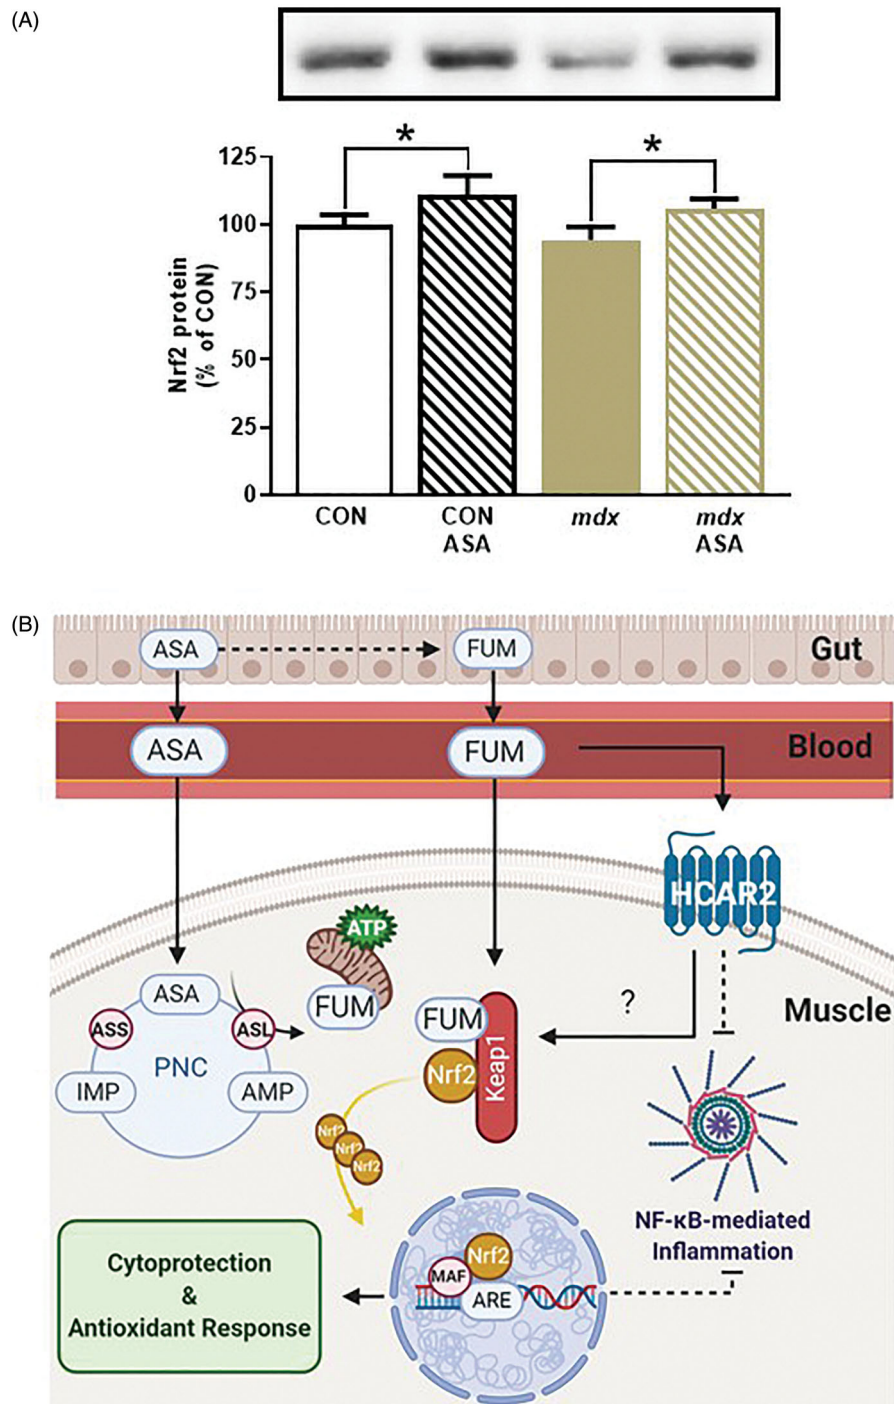 (A)
* *
125
100
75
50
25
0
Nrf2 protein
(% of CON)
CON
CON
ASA
mdx
mdx
ASA
(B)
ASA
FUM
Gut
ASA
FUM
Blood
HCAR2
ATP
FUM
Muscle
ASA
ASS
ASL
PNC
IMP
AMP
FUM
Keap1
Nrf2
?
Nrf2
Nrf2
Nrf2
NF-κB-mediated
Inflammation
Cytoprotection
&
Antioxidant Response
Nrf2
MAF
ARE